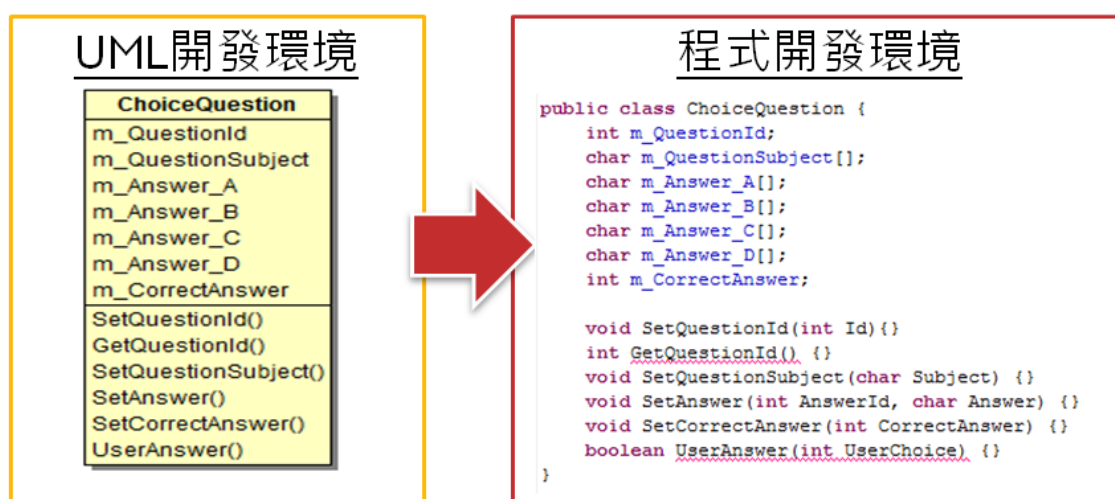 UML開發環境
ChoiceQuestion
m_QuestionId
m_QuestionSubject
m_Answer_A
m_Answer_B
m_Answer_C
m_Answer_D
m_CorrectAnswer
SetQuestionId()
GetQuestionId()
SetQuestionSubject()
SetAnswer()
SetCorrectAnswer()
UserAnswer()
程式開發環境
public class ChoiceQuestion {
    int m_QuestionId;
    char m_QuestionSubject[];
    char m_Answer_A[];
    char m_Answer_B[];
    char m_Answer_C[];
    char m_Answer_D[];
    int m_CorrectAnswer;
    void SetQuestionId(int Id){}
    int GetQuestionId() {}
    void SetQuestionSubject(char Subject) {}
    void SetAnswer(int AnswerId, char Answer) {}
    void SetCorrectAnswer(int CorrectAnswer) {}
    boolean UserAnswer(int UserChoice) {}
}